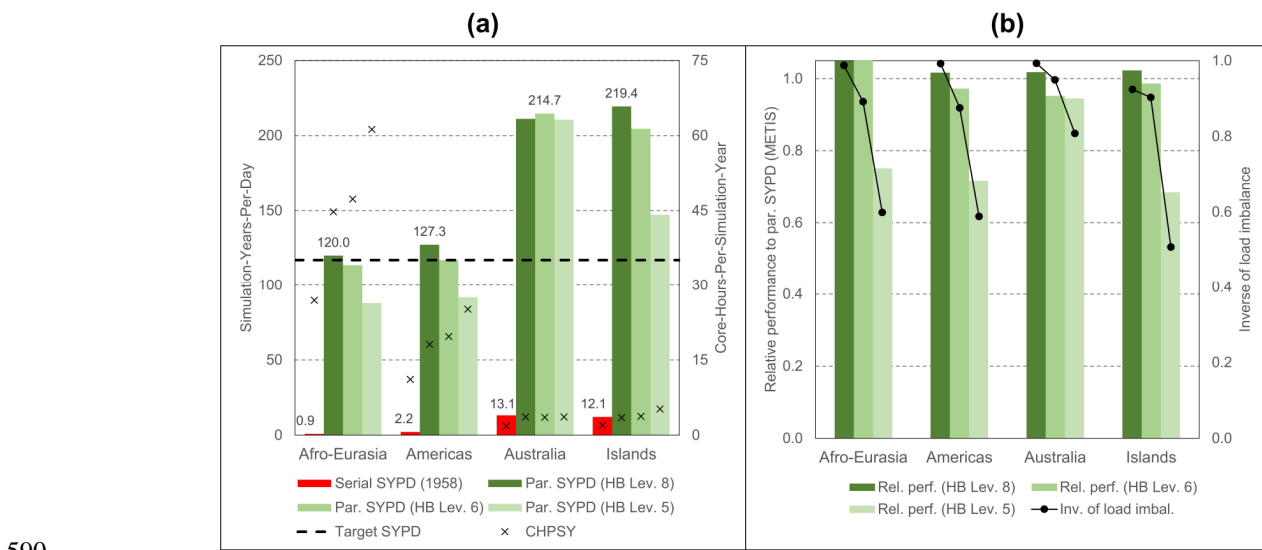 (a)
(b)
250
200
150
100
50
0
Simulation-Years-Per-Day
120.0
127.3
214.7
219.4
0.9
2.2
13.1
12.1
75
60
45
30
15
0
Core-Hours-Per-Simulation-Year
Afro-Eurasia Americas Australia Islands
Serial SYPD (1958) Par. SYPD (HB Lev. 8)
Par. SYPD (HB Lev. 6) Par. SYPD (HB Lev. 5)
Target SYPD CHPSY
1.0
0.8
0.6
0.4
0.2
0.0
Relative performance to par. SYPD (METIS)
1.0
0.8
0.6
0.4
0.2
0.0
Inverse of load imbalance
Afro-Eurasia Americas Australia Islands
Rel. perf. (HB Lev. 8) Rel. perf. (HB Lev. 6)
Rel. perf. (HB Lev. 5) Inv. of load imbal.